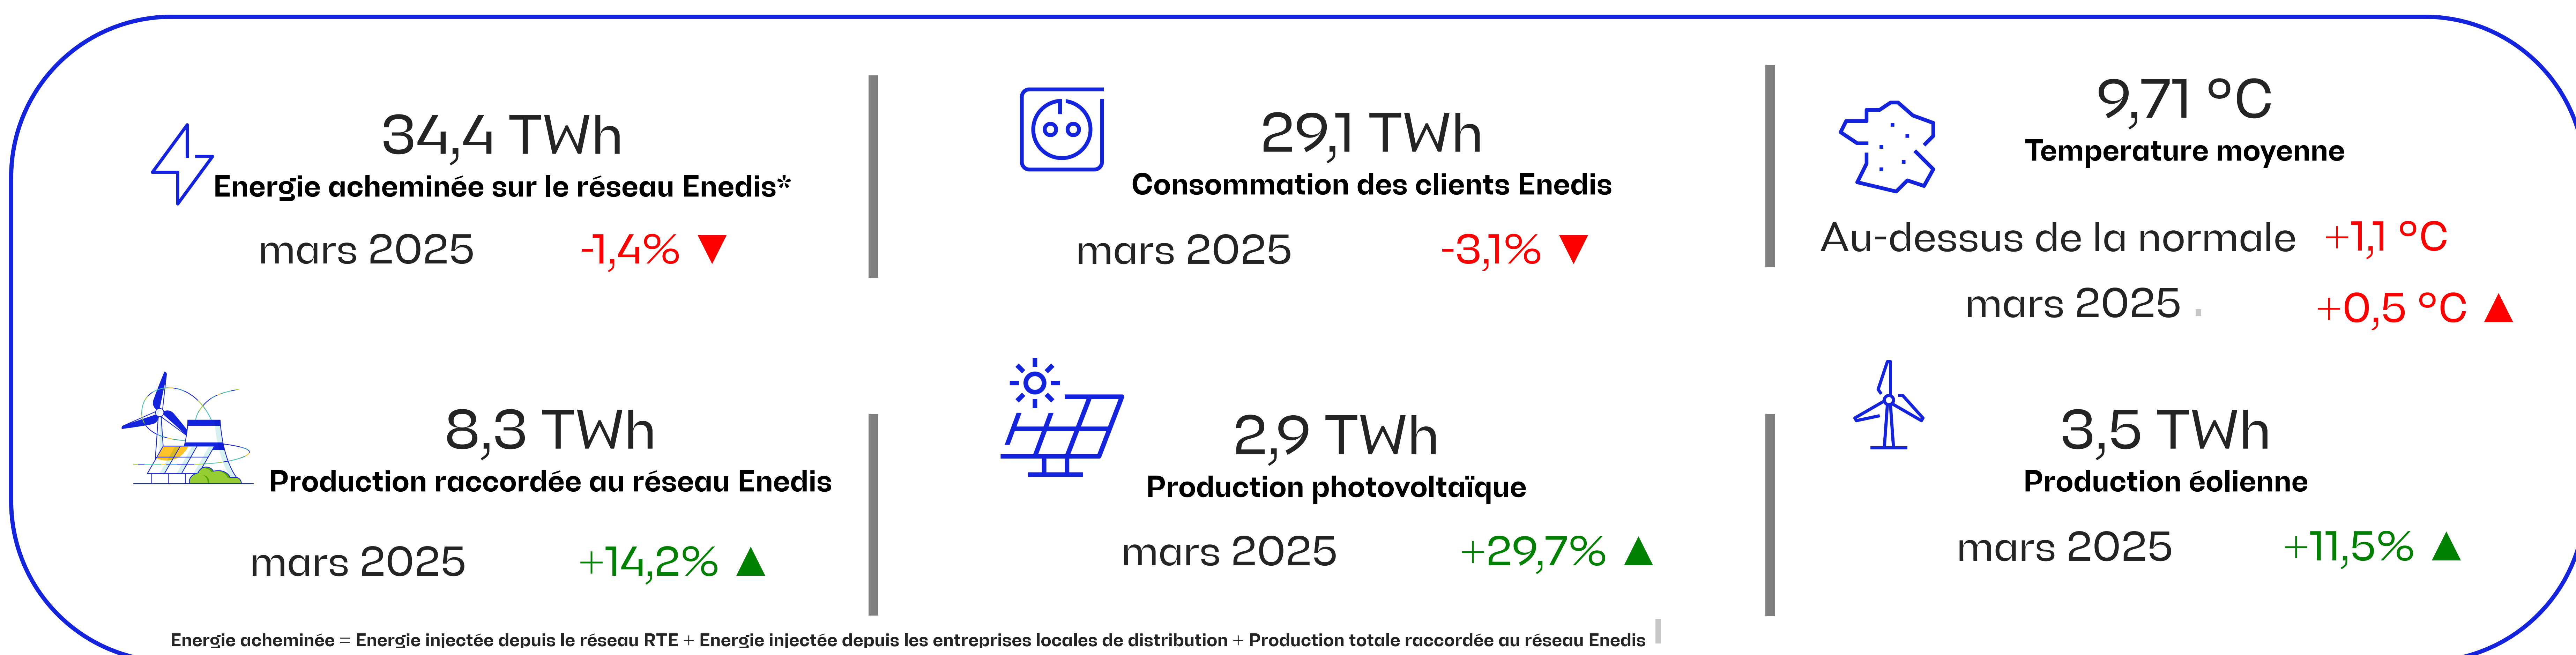 34,4 TWh
Energie acheminée sur le réseau Enedis*
mars 2025 -1,4% ▼
29,1 TWh
Consommation des clients Enedis
mars 2025 -3,1% ▼
9,71 °C
Temperature moyenne
Au-dessus de la normale +1,1 °C
mars 2025 +0,5 °C ▲
8,3 TWh
Production raccordée au réseau Enedis
mars 2025 +14,2% ▲
2,9 TWh
Production photovoltaïque
mars 2025 +29,7% ▲
3,5 TWh
Production éolienne
mars 2025 +11,5% ▲
Energie acheminée = Energie injectée depuis le réseau RTE + Energie injectée depuis les entreprises locales de distribution + Production totale raccordée au réseau Enedis